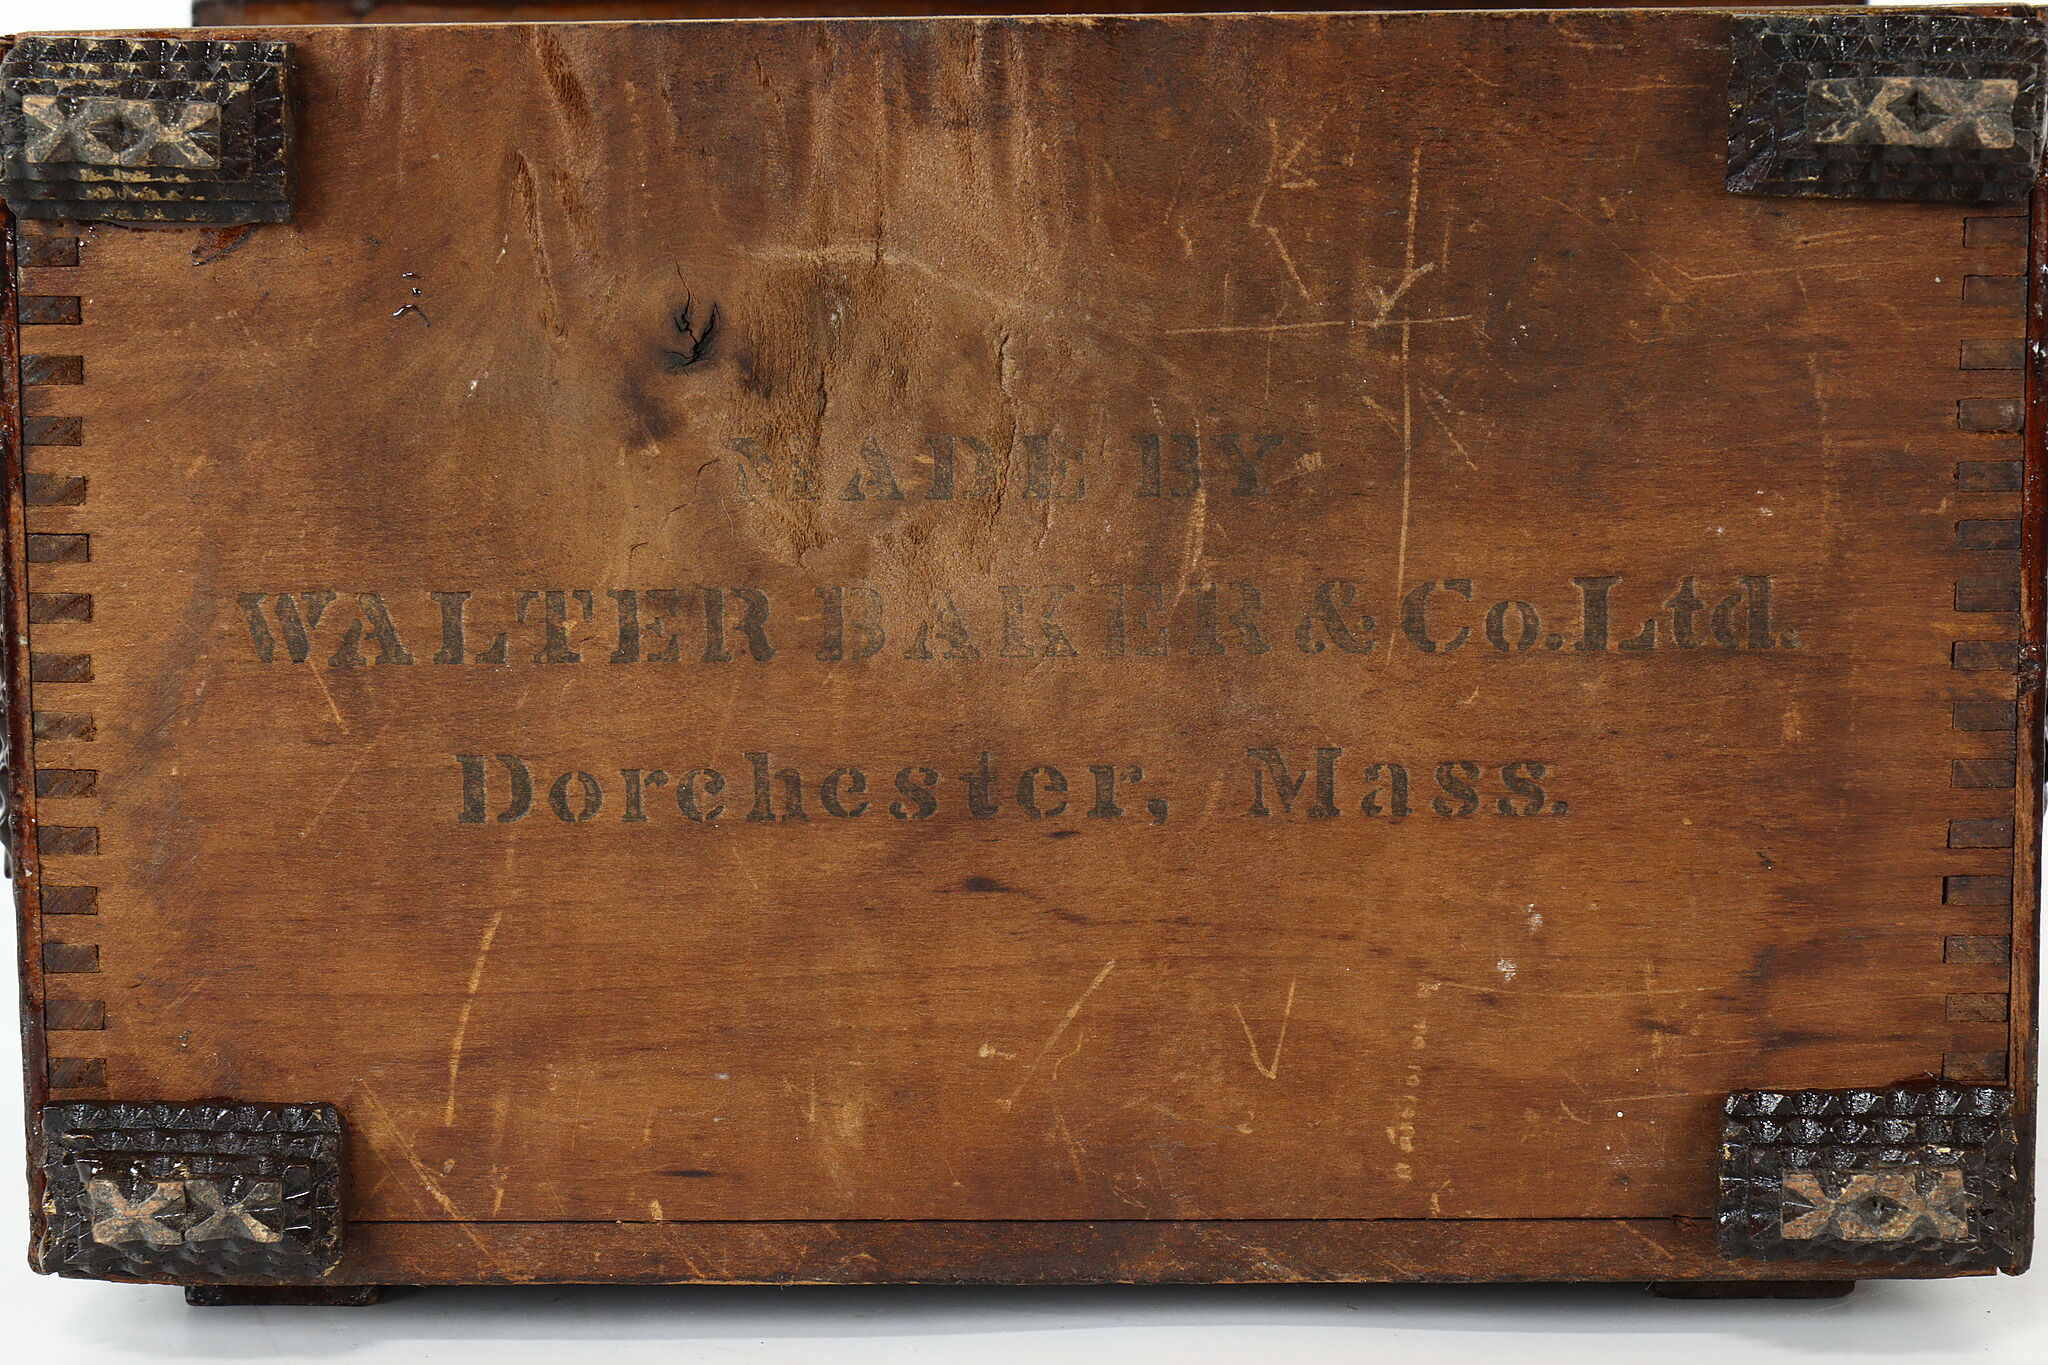 MADE BY
WALTER BAKER & Co. Ltd.
Dorchester, Mass.